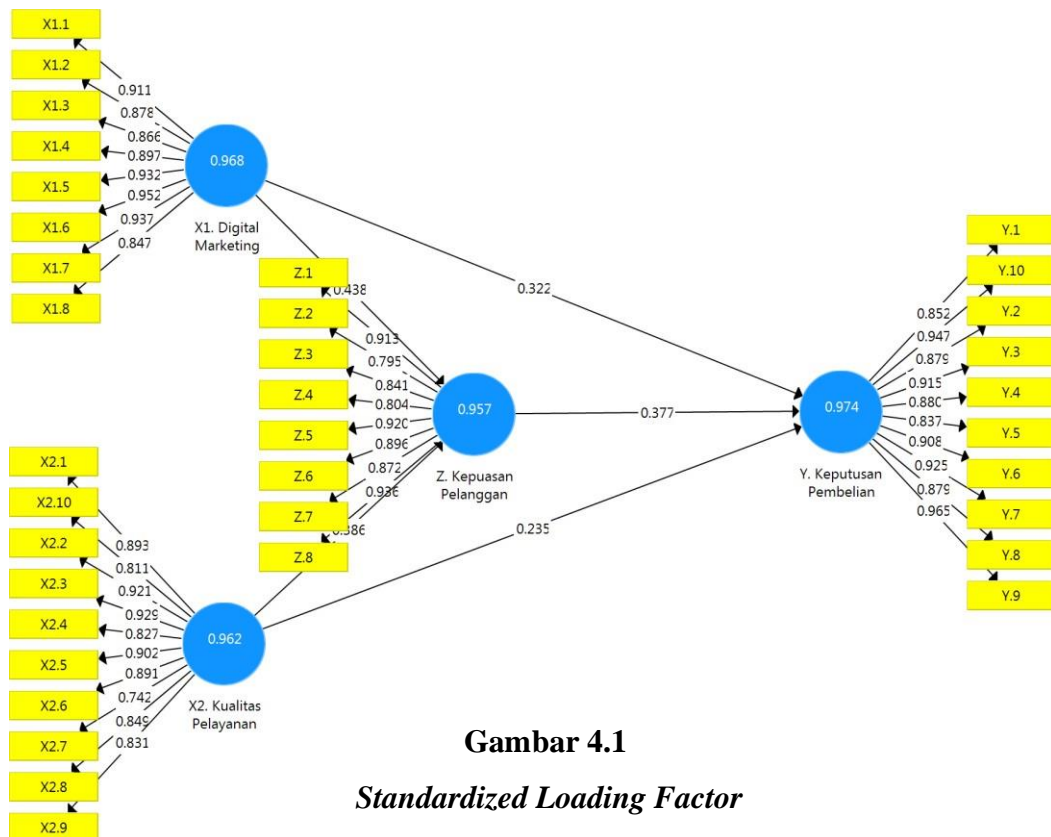 X1.1
X1.2
X1.3
X1.4
X1.5
X1.6
X1.7
X1.8
0.911
0.878
0.866
0.897
0.932
0.952
0.937
0.847
0.968
X1. Digital
Marketing
0.438
0.322
Z.1
Z.2
Z.3
Z.4
Z.5
Z.6
Z.7
Z.8
0.913
0.795
0.841
0.804
0.920
0.896
0.872
0.936
0.386
0.957
Z. Kepuasan
Pelanggan
0.377
0.235
X2.1
X2.10
X2.2
X2.3
X2.4
X2.5
X2.6
X2.7
X2.8
X2.9
0.893
0.811
0.921
0.929
0.827
0.902
0.891
0.742
0.849
0.831
0.962
X2. Kualitas
Pelayanan
0.974
Y. Keputusan
Pembelian
0.852
0.947
0.879
0.915
0.880
0.837
0.908
0.925
0.879
0.965
Y.1
Y.10
Y.2
Y.3
Y.4
Y.5
Y.6
Y.7
Y.8
Y.9
Gambar 4.1
Standardized Loading Factor